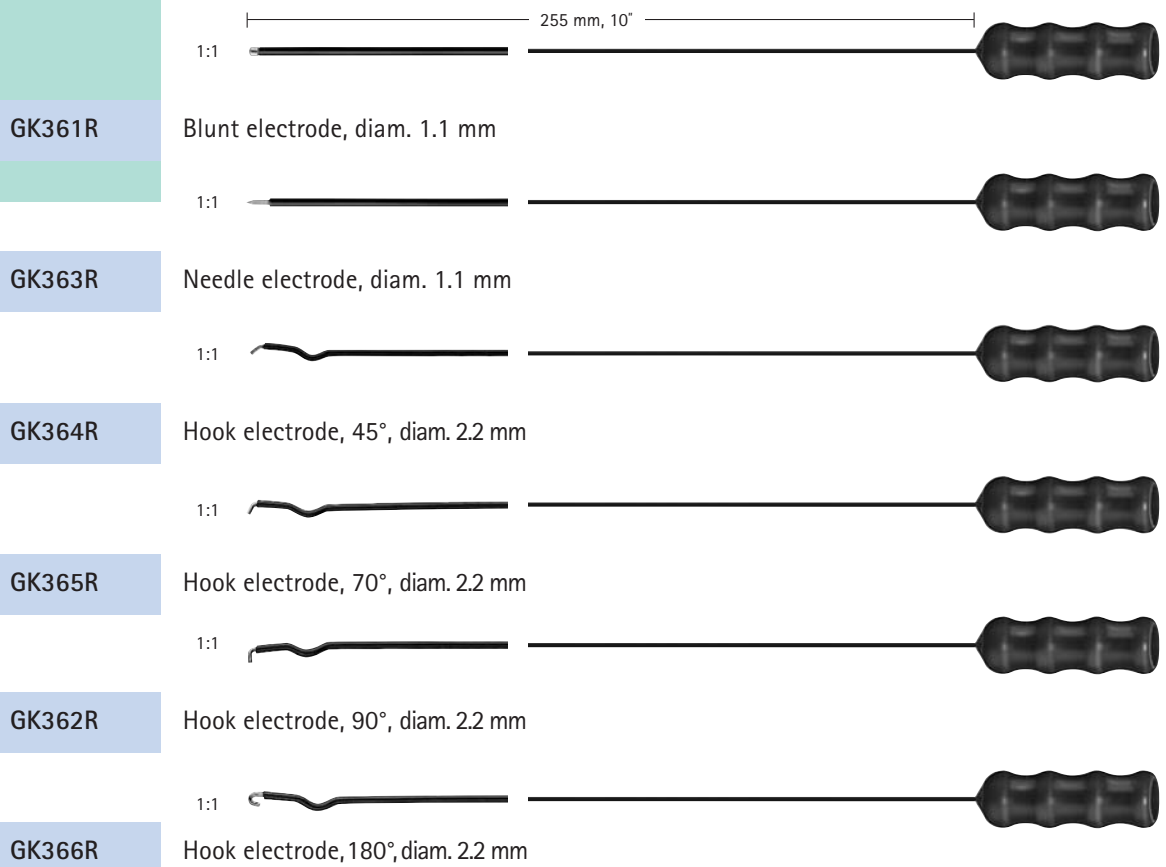 255 mm, 10"
1:1
GK361R Blunt electrode, diam. 1.1 mm
1:1
GK363R Needle electrode, diam. 1.1 mm
1:1
GK364R Hook electrode, 45°, diam. 2.2 mm
1:1
GK365R Hook electrode, 70°, diam. 2.2 mm
1:1
GK362R Hook electrode, 90°, diam. 2.2 mm
1:1
GK366R Hook electrode, 180°, diam. 2.2 mm